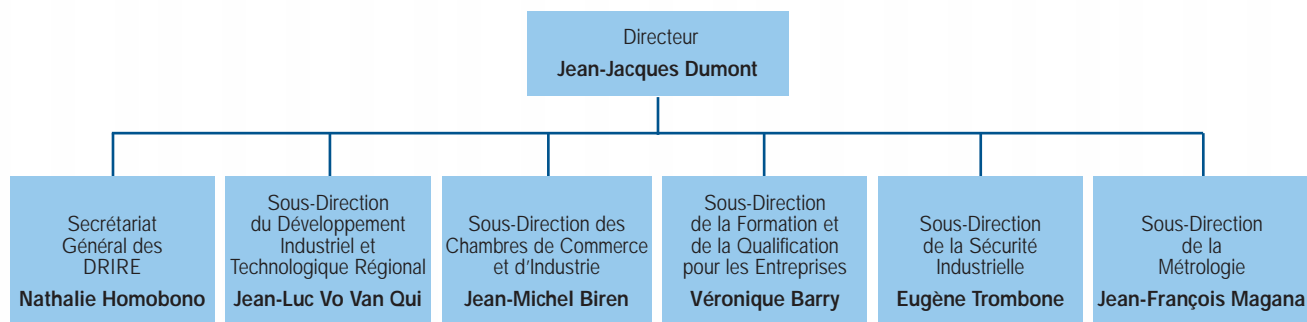 Directeur
Jean-Jacques Dumont
Secrétariat
Général des
DRIRE
Nathalie Homobono
Sous-Direction
du Développement
Industriel et
Technologique Régional
Jean-Luc Vo Van Qui
Sous-Direction des
Chambres de Commerce
et d'Industrie
Jean-Michel Biren
Sous-Direction
de la Formation et
de la Qualification
pour les Entreprises
Véronique Barry
Sous-Direction
de la Sécurité
Industrielle
Eugène Trombone
Sous-Direction
de la
Métrologie
Jean-François Magana